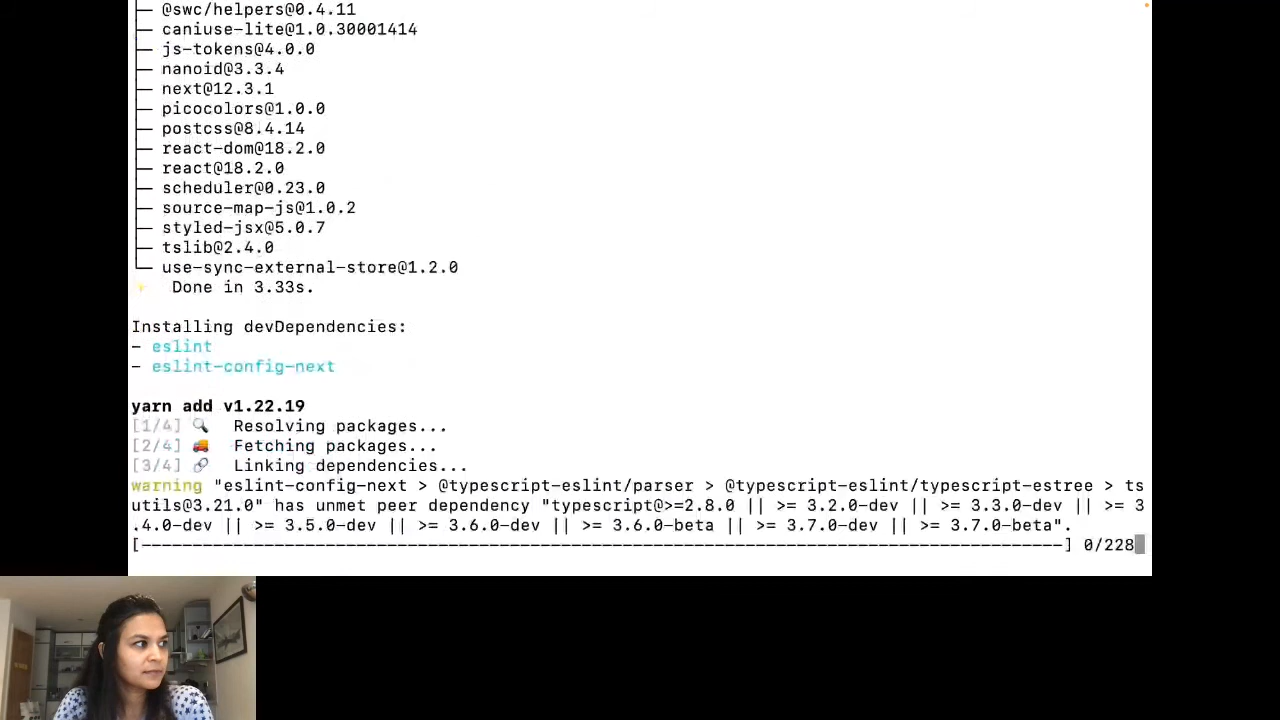 ├─ @swc/helpers@0.4.11
├─ caniuse-lite@1.0.30001414
├─ js-tokens@4.0.0
├─ nanoid@3.3.4
├─ next@12.3.1
├─ picocolors@1.0.0
├─ postcss@8.4.14
├─ react-dom@18.2.0
├─ react@18.2.0
├─ scheduler@0.23.0
├─ source-map-js@1.0.2
├─ styled-jsx@5.0.7
├─ tslib@2.4.0
└─ use-sync-external-store@1.2.0
✨ Done in 3.33s.
Installing devDependencies:
- eslint
- eslint-config-next
yarn add v1.22.19
[1/4] 🔍 Resolving packages...
[2/4] 🚚 Fetching packages...
[3/4] 🔗 Linking dependencies...
warning "eslint-config-next > @typescript-eslint/parser > @typescript-eslint/typescript-estree > ts
utils@3.21.0" has unmet peer dependency "typescript@>=2.8.0 || >= 3.2.0-dev || >= 3.3.0-dev || >= 3
.4.0-dev || >= 3.5.0-dev || >= 3.6.0-dev || >= 3.6.0-beta || >= 3.7.0-dev || >= 3.7.0-beta".
[------------------------------------------------------------------------------------------] 0/228